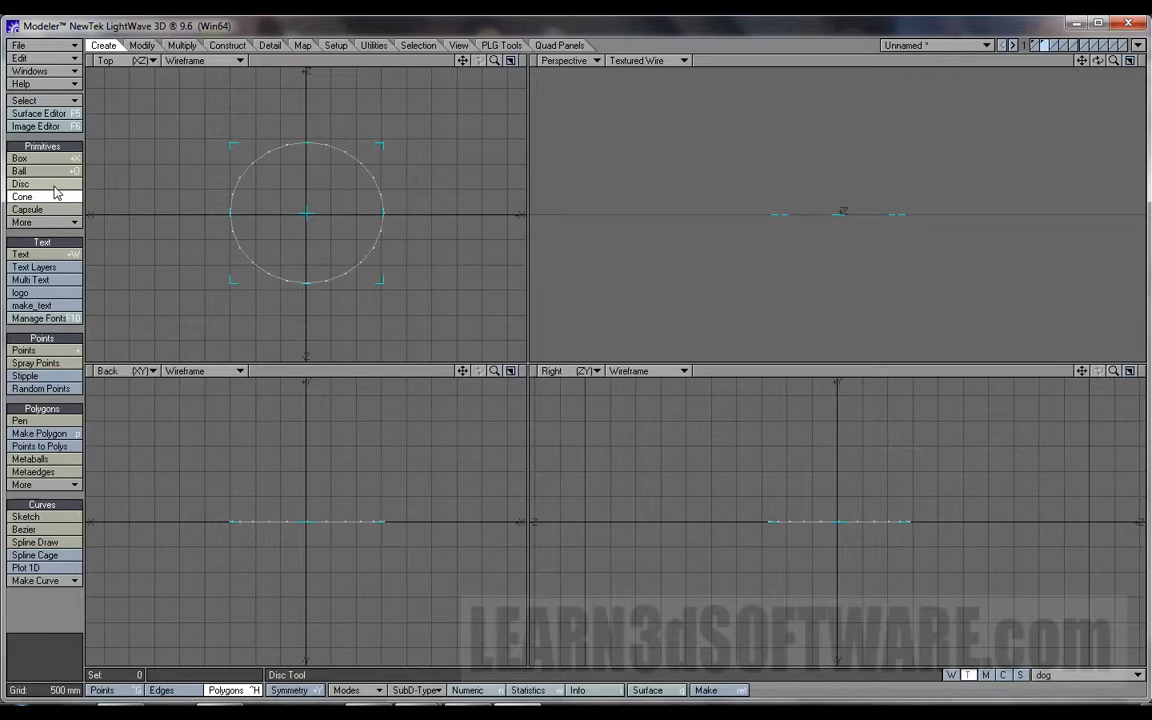 Modeler™ NewTek LightWave 3D ® 9.6 (Win64)
File
Create Modify Multiply Construct Detail Map Setup Utilities Selection View PLG Tools Quad Panels
Unnamed * 1
Edit
Windows
Help
Select
Surface Editor F5
Image Editor F6
Primitives
Box +X
Ball +O
Disc
Cone
Capsule
More
Text
Text +W
Text Layers
Multi Text
logo
make_text
Manage Fonts F10
Points
Points +
Spray Points
Stipple
Random Points
Polygons
Pen
Make Polygon p
Points to Polys
Metaballs
Metaedges
More
Curves
Sketch
Bezier
Spline Draw
Spline Cage
Plot 1D
Make Curve
Top (XZ) Wireframe
Perspective Textured Wire
Back (XY) Wireframe
Right (ZY) Wireframe
LEARN3dSOFTWARE.com
Sel: 0
Disc Tool
W T M C S dog
Grid: 500 mm
Points ^G Edges Polygons ^H Symmetry +Y Modes SubD-Type Numeric n Statistics w Info i Surface q Make ret